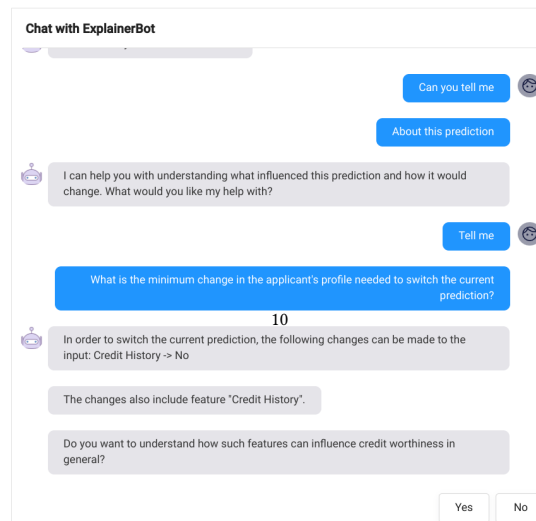 Chat with ExplainerBot
Can you tell me
About this prediction
I can help you with understanding what influenced this prediction and how it would
change. What would you like my help with?
Tell me
What is the minimum change in the applicant's profile needed to switch the current
prediction?
10
In order to switch the current prediction, the following changes can be made to the
input: Credit History -> No
The changes also include feature "Credit History".
Do you want to understand how such features can influence credit worthiness in
general?
Yes
No